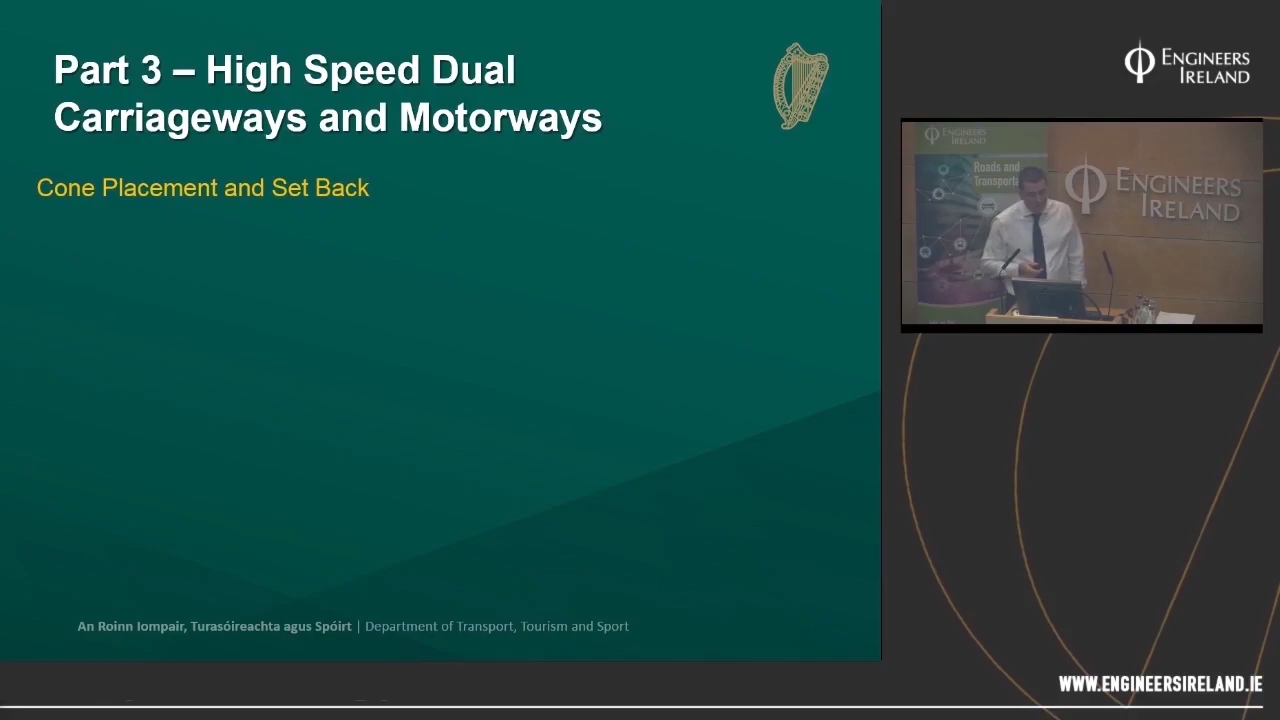 Part 3 – High Speed Dual
Carriageways and Motorways
Cone Placement and Set Back
An Roinn Iompair, Turasóireachta agus Spóirt | Department of Transport, Tourism and Sport
ENGINEERS
IRELAND
ENGINEERS
IRELAND
Roads and
ENGINEERS
IRELAND
WWW.ENGINEERSIRELAND.IE